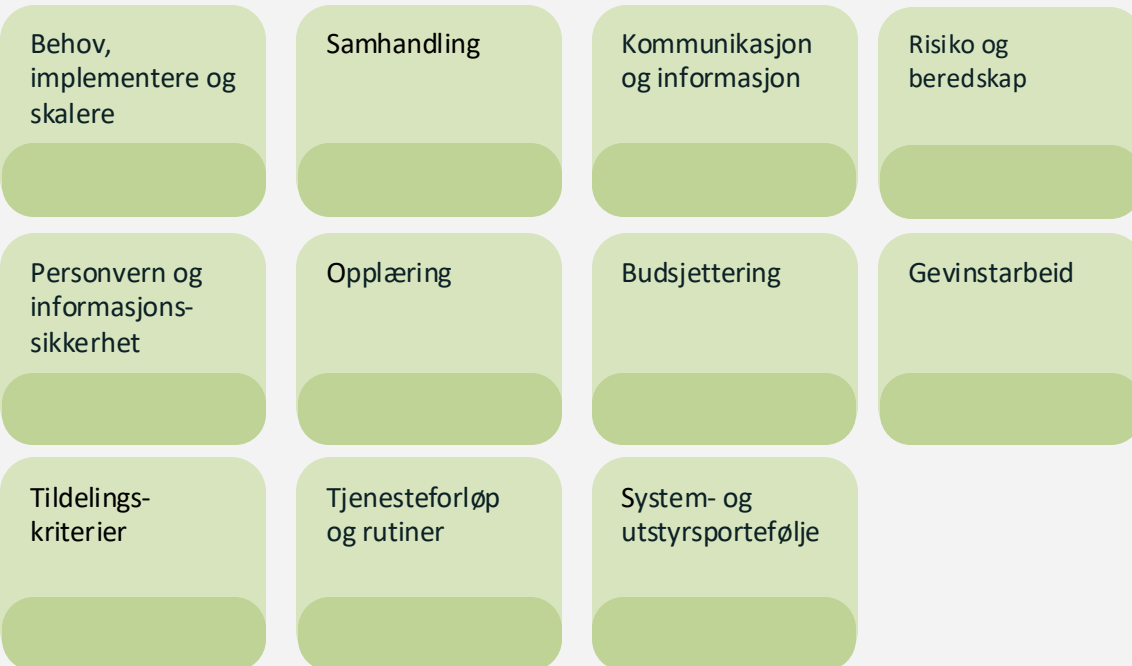 Behov,
implementere og
skalere
Samhandling
Kommunikasjon
og informasjon
Risiko og
beredskap
Personvern og
informasjons-
sikkerhet
Opplæring
Budsjettering
Gevinstarbeid
Tildelings-
kriterier
Tjenesteforløp
og rutiner
System- og
utstyrsportefølje